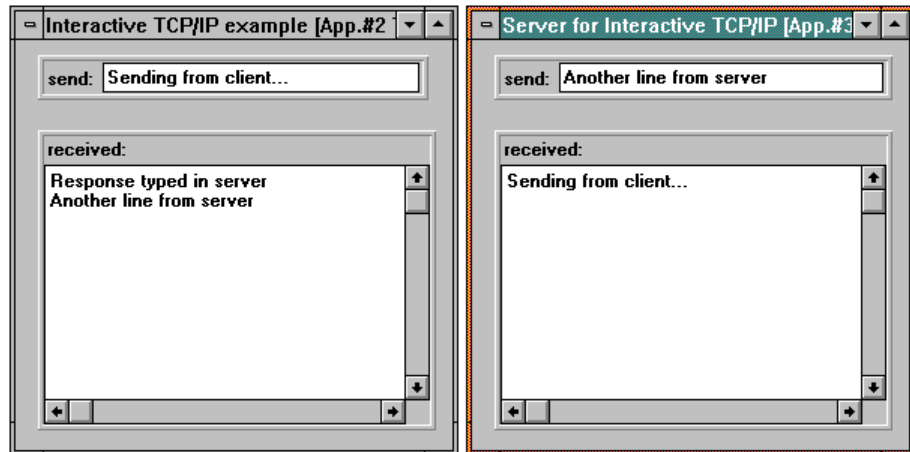 Interactive TCP/IP example [App.#2
send: Sending from client...
received:
Response typed in server
Another line from server
Server for Interactive TCP/IP [App.#3
send: Another line from server
received:
Sending from client...